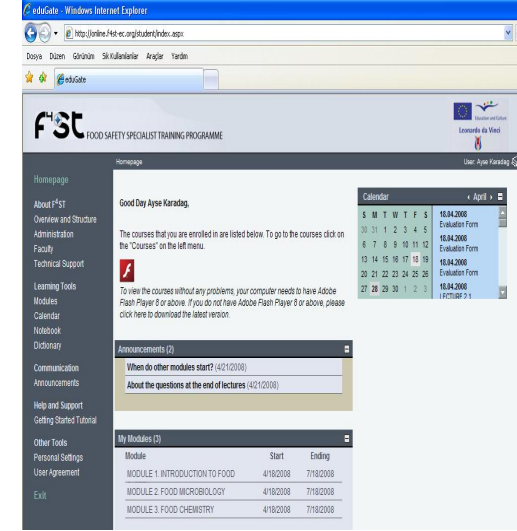 eduGate - Windows Internet Explorer
http://online.f4st-ec.org/student/index.aspx
Dosya Düzen Görünüm Sık Kullanılanlar Araçlar Yardım
eduGate
F4ST FOOD SAFETY SPECIALIST TRAINING PROGRAMME
Education and Culture
Leonardo da Vinci
Homepage
User: Ayse Karadag
Homepage
About F4ST
Overview and Structure
Administration
Faculty
Technical Support
Learning Tools
Modules
Calendar
Notebook
Dictionary
Communication
Announcements
Help and Support
Getting Started Tutorial
Other Tools
Personal Settings
User Agreement
Exit
Good Day Ayse Karadag,
The courses that you are enrolled in are listed below. To go to the courses click on
the "Courses" on the left menu.
To view the courses without any problems, your computer needs to have Adobe
Flash Player 8 or above. if you do not have Adobe Flash Player 8 or above, please
click here to download the latest version.
Announcements (2)
When do other modules start? (4/21/2008)
About the questions at the end of lectures (4/21/2008)
My Modules (3)
Module Start Ending
MODULE 1. INTRODUCTION TO FOOD 4/18/2008 7/18/2008
MODULE 2. FOOD MICROBIOLOGY 4/18/2008 7/18/2008
MODULE 3. FOOD CHEMISTRY 4/18/2008 7/18/2008
Calendar ‹ April ›
S M T W T F S
30 31 1 2 3 4 5
6 7 8 9 10 11 12
13 14 15 16 17 18 19
20 21 22 23 24 25 26
27 28 29 30 1 2 3
18.04.2008
Evaluation Form
18.04.2008
Evaluation Form
18.04.2008
Evaluation Form
18.04.2008
LECTURE 2.1